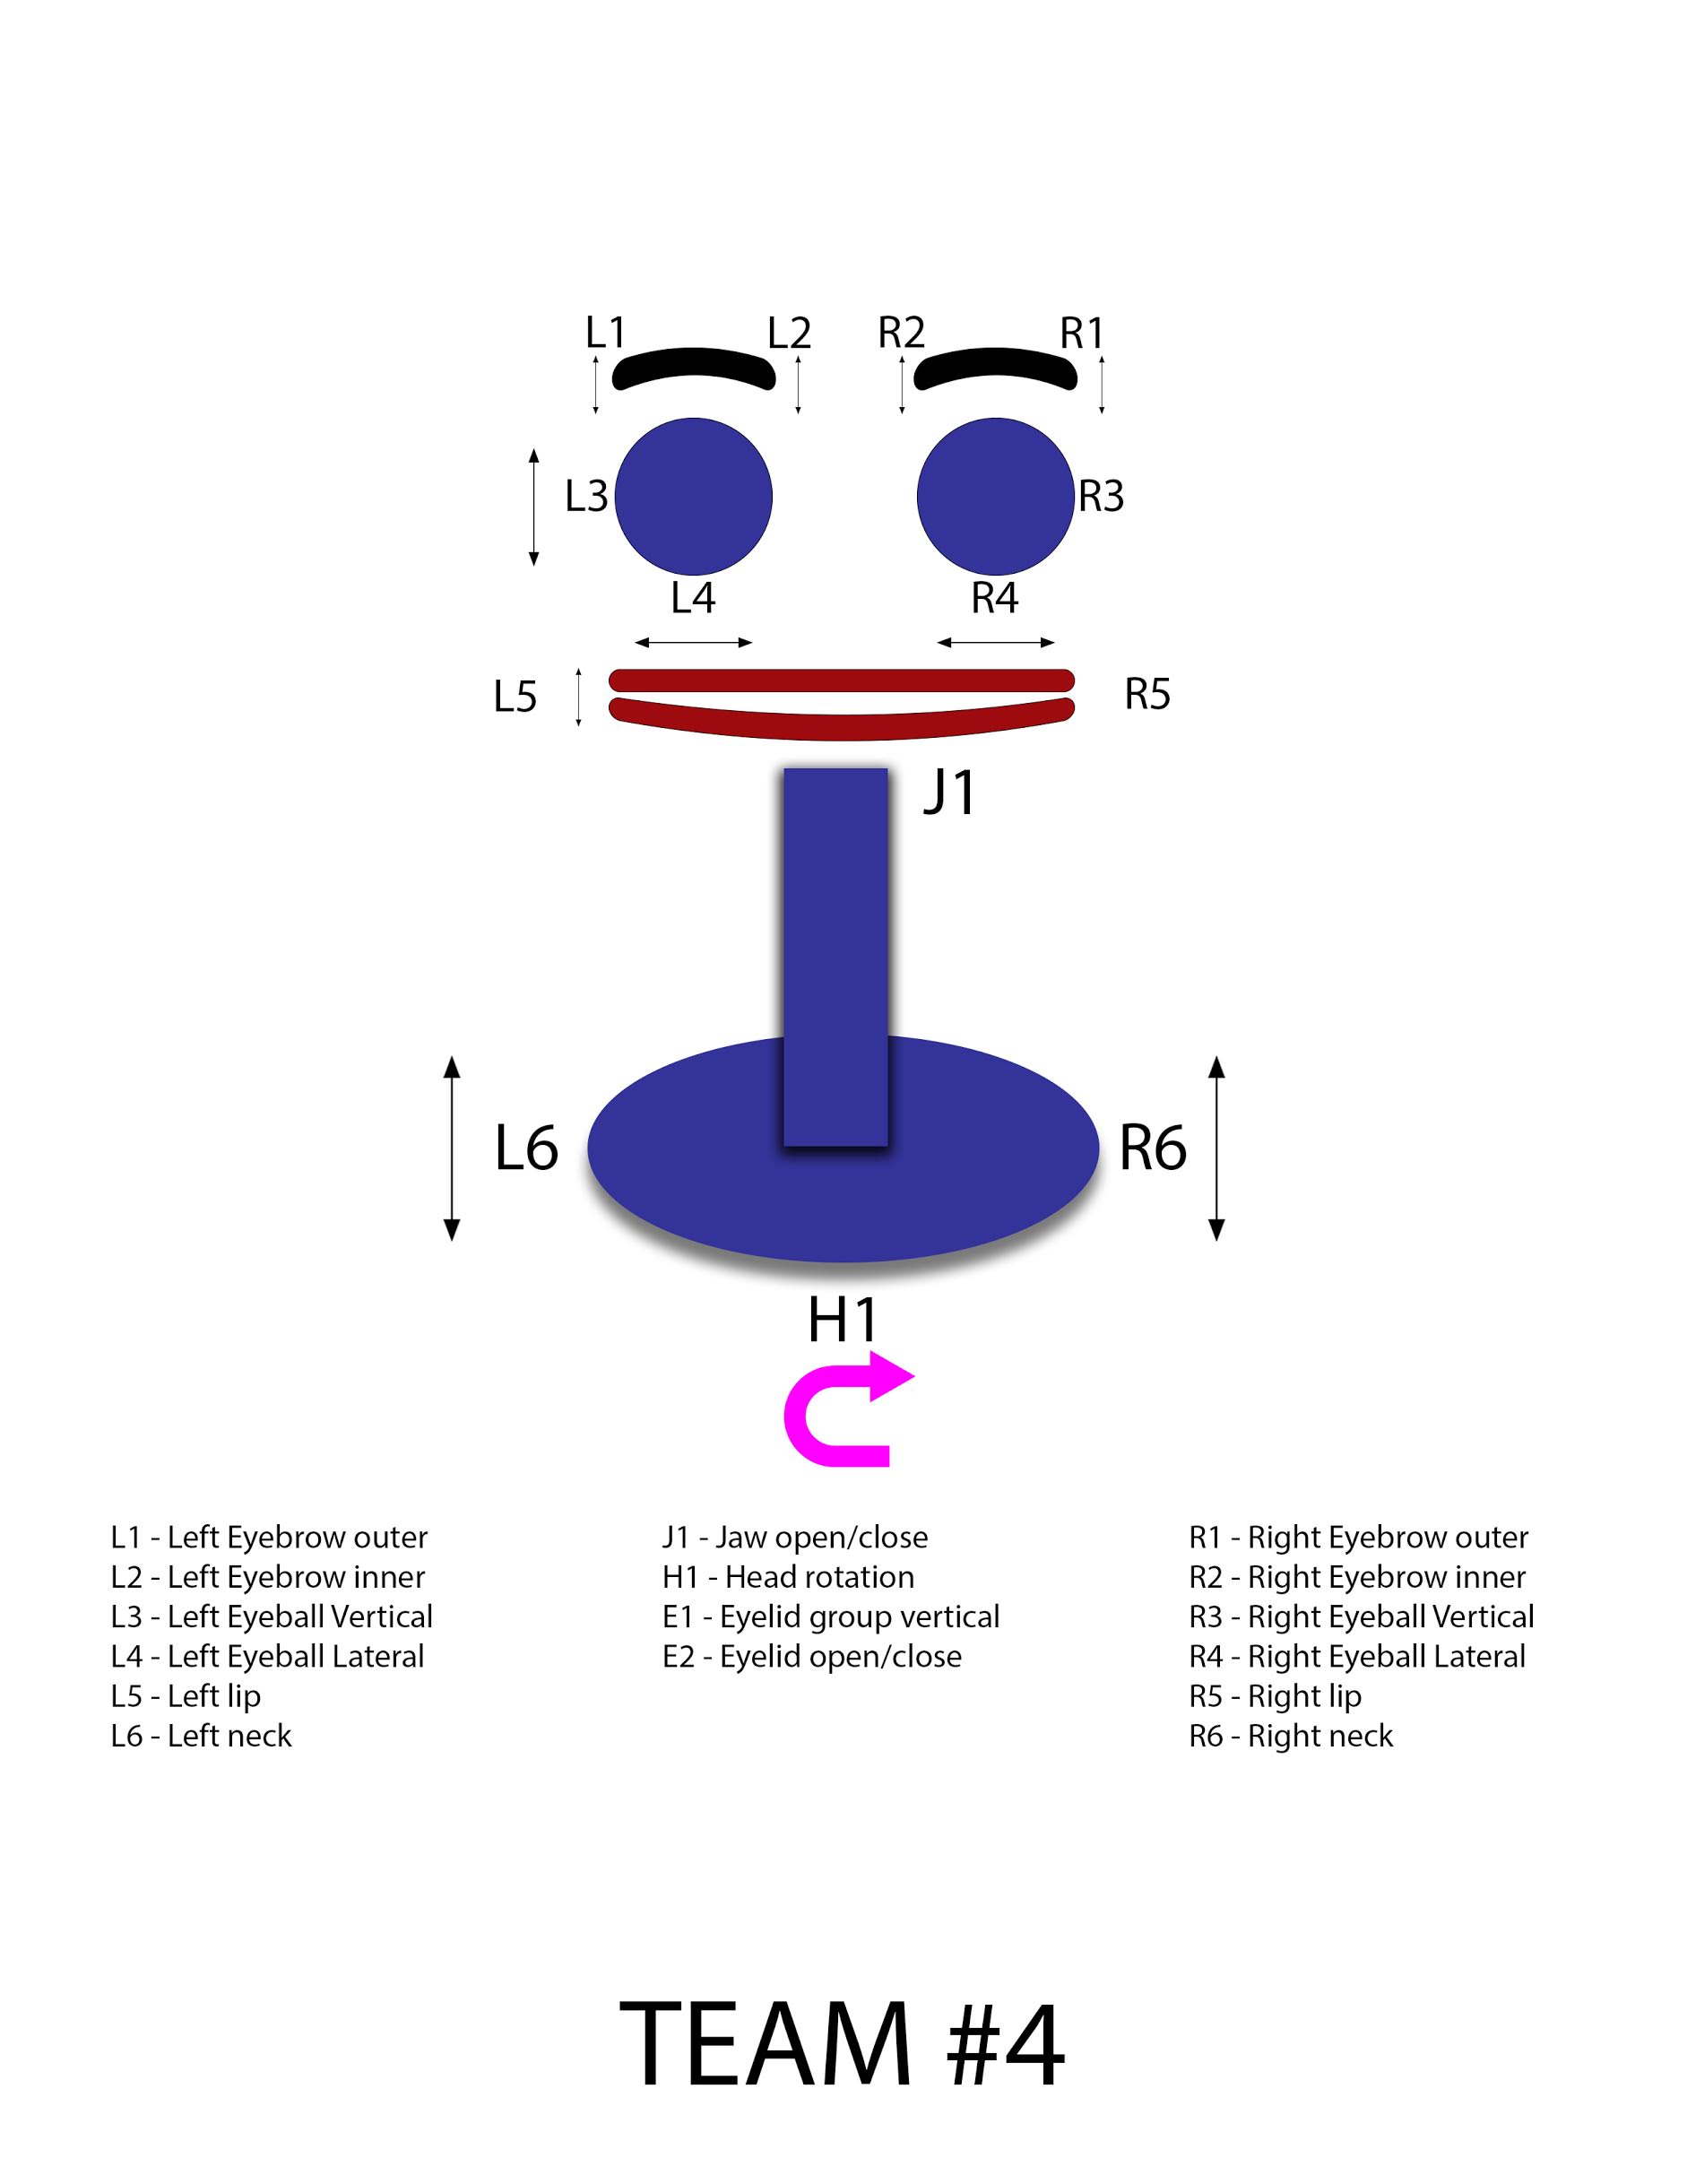 L1
L2
R2
R1
L3
R3
L4
R4
L5
R5
J1
L6
R6
H1
L1 - Left Eyebrow outer
L2 - Left Eyebrow inner
L3 - Left Eyeball Vertical
L4 - Left Eyeball Lateral
L5 - Left lip
L6 - Left neck
J1 - Jaw open/close
H1 - Head rotation
E1 - Eyelid group vertical
E2 - Eyelid open/close
R1 - Right Eyebrow outer
R2 - Right Eyebrow inner
R3 - Right Eyeball Vertical
R4 - Right Eyeball Lateral
R5 - Right lip
R6 - Right neck
TEAM #4